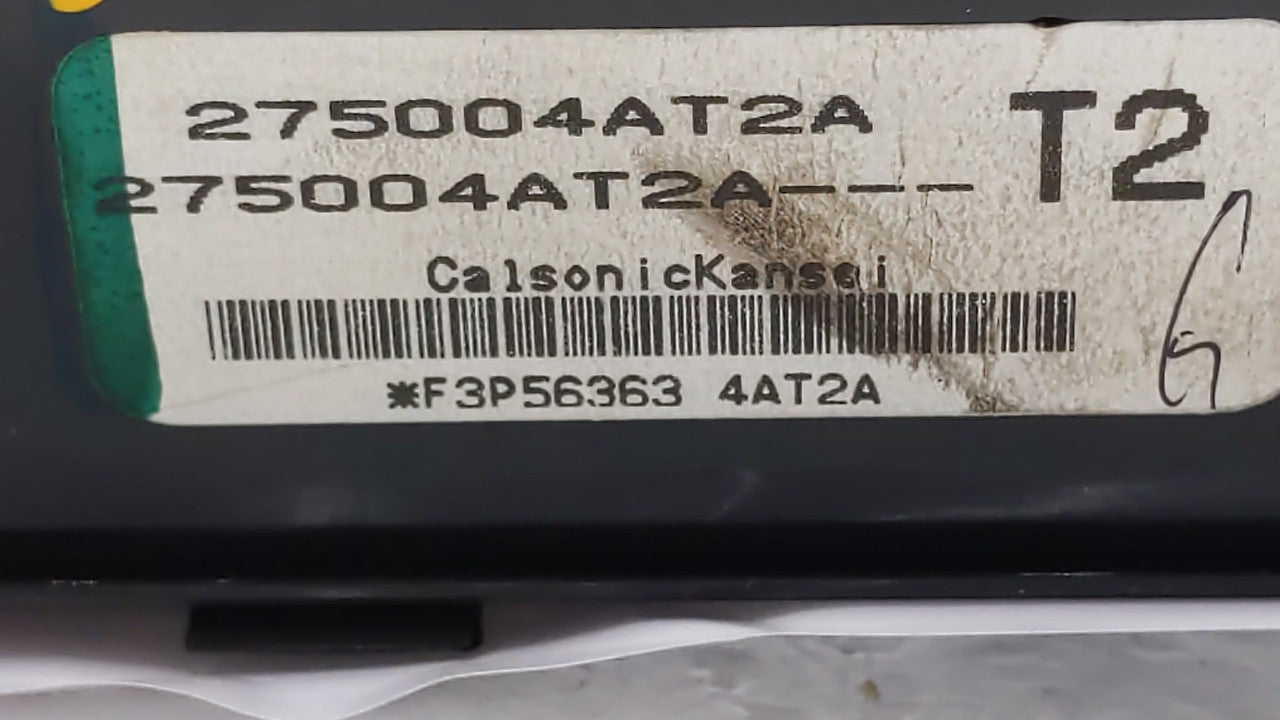 275004AT2A
T2
275004AT2A---
CalsonicKansei
*F3P56363 4AT2A